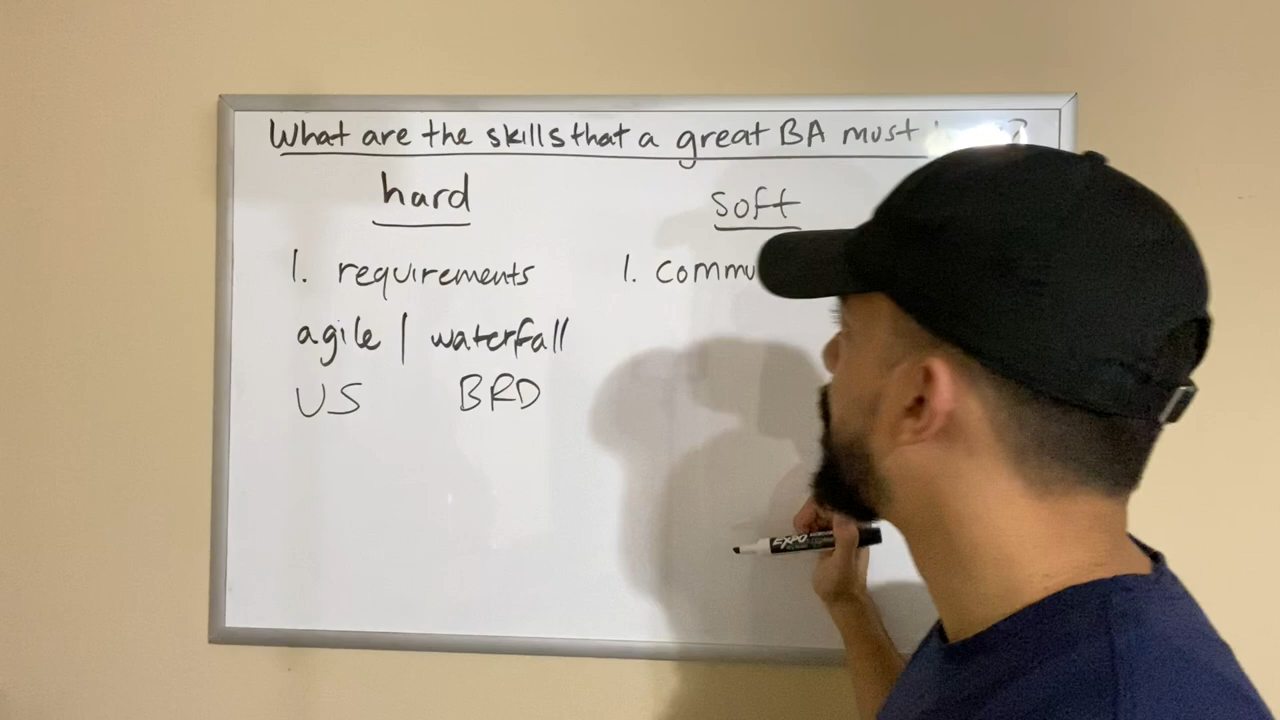 What are the skills that a great BA must
hard
soft
1. requirements
1. commu
agile | waterfall
US BRD
EXPO